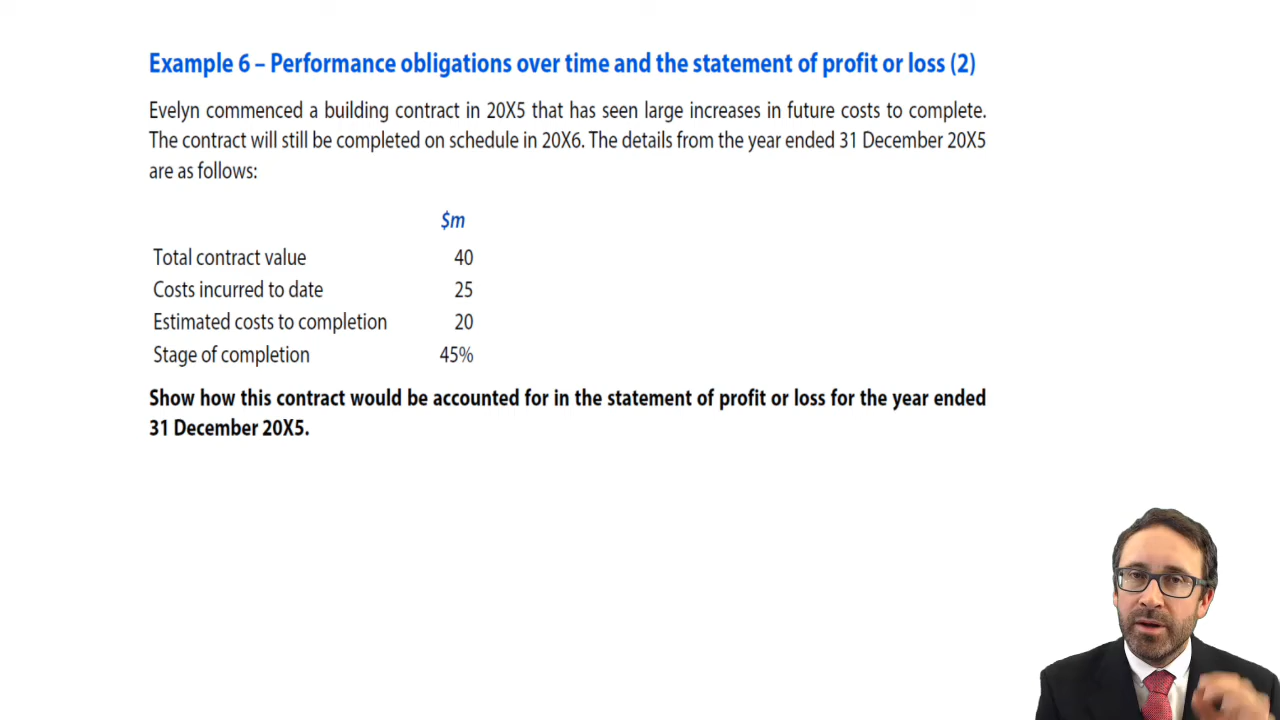 Example 6 – Performance obligations over time and the statement of profit or loss (2)
Evelyn commenced a building contract in 20X5 that has seen large increases in future costs to complete.
The contract will still be completed on schedule in 20X6. The details from the year ended 31 December 20X5
are as follows:
$m
Total contract value 40
Costs incurred to date 25
Estimated costs to completion 20
Stage of completion 45%
Show how this contract would be accounted for in the statement of profit or loss for the year ended
31 December 20X5.